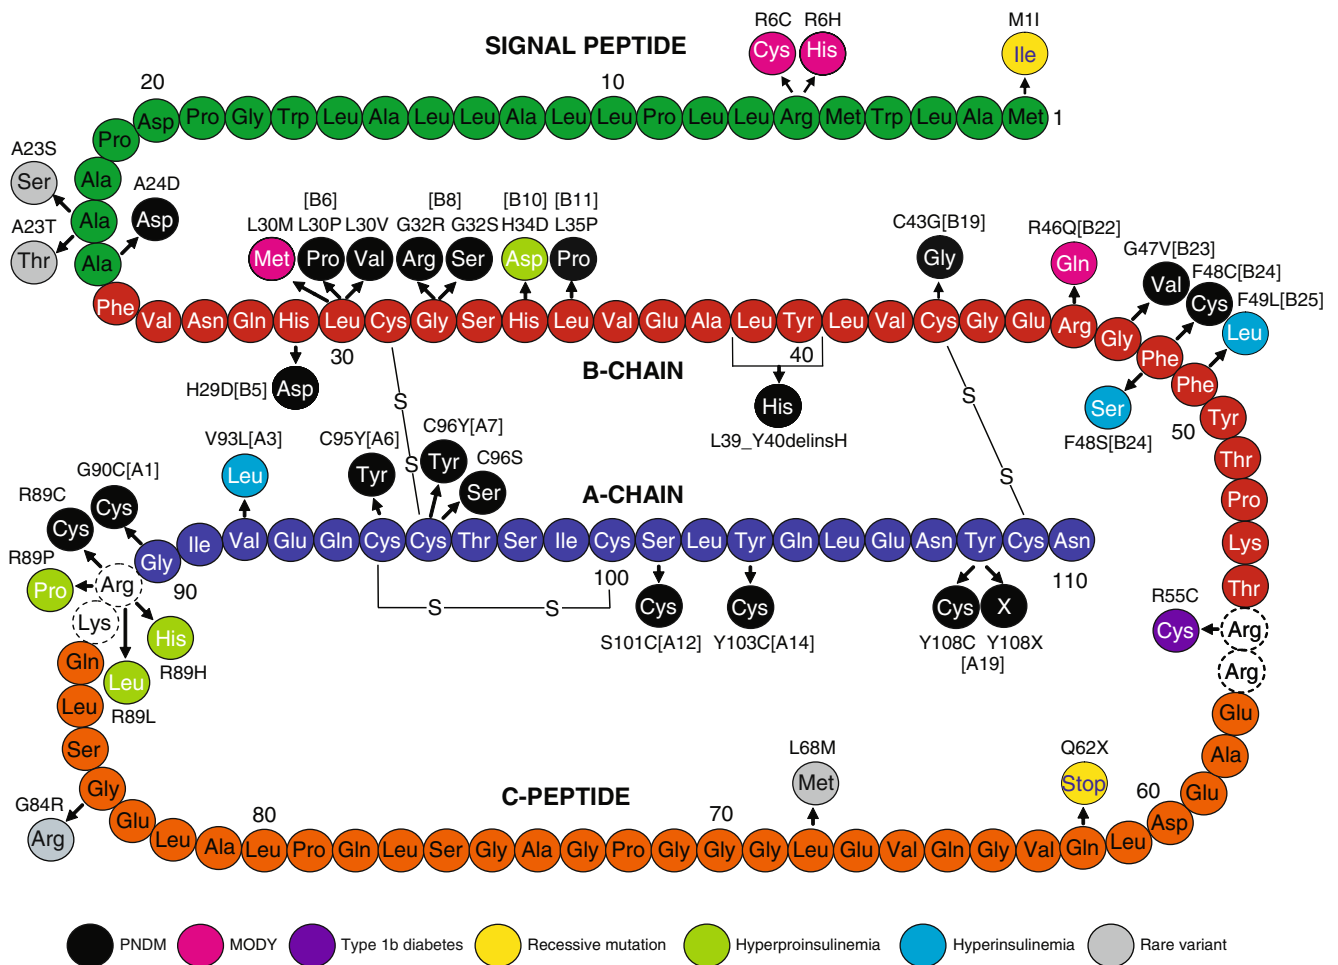 R6C R6H M1I
SIGNAL PEPTIDE Cys His Ile
20 10
Asp Pro Gly Trp Leu Ala Leu Leu Ala Leu Leu Pro Leu Leu Arg Met Trp Leu Ala Met 1
Pro
A23S Ser Ala
A24D Asp
A23T Thr Ala
Ala
[B6] [B8] [B10] [B11]
L30M L30P L30V G32R G32S H34D L35P C43G[B19] R46Q[B22]
Met Pro Val Arg Ser Asp Pro Gly Gln
G47V[B23] Val
F48C[B24] Cys
F49L[B25] Leu
Phe Val Asn Gln His Leu Cys Gly Ser His Leu Val Glu Ala Leu Tyr Leu Val Cys Gly Glu Arg Gly Phe Phe Tyr Thr Pro Lys Thr
30 40 50
B-CHAIN
H29D[B5] Asp
His
L39_Y40delinsH
Ser
F48S[B24]
S S S S
V93L[A3] C95Y[A6] C96Y[A7] C96S
Leu Tyr Tyr Ser
G90C[A1] Cys
R89C Cys
A-CHAIN
Gly Ile Val Glu Gln Cys Cys Thr Ser Ile Cys Ser Leu Tyr Gln Leu Glu Asn Tyr Cys Asn
90 100 110
S S
R89P Pro Arg
Lys
His R89H
Leu R89L
Cys Cys Cys X
S101C[A12] Y103C[A14] Y108C Y108X
[A19]
R55C Cys Arg
Arg
Glu
Ala
Glu
Asp
60
Gln
Leu
Ser
Gly
G84R Arg
L68M Q62X
Met Stop
C-PEPTIDE
80 70
Glu Leu Ala Leu Pro Gln Leu Ser Gly Ala Gly Pro Gly Gly Gly Leu Glu Val Gln Gly Val Gln Leu
PNDM MODY Type 1b diabetes Recessive mutation Hyperproinsulinemia Hyperinsulinemia Rare variant